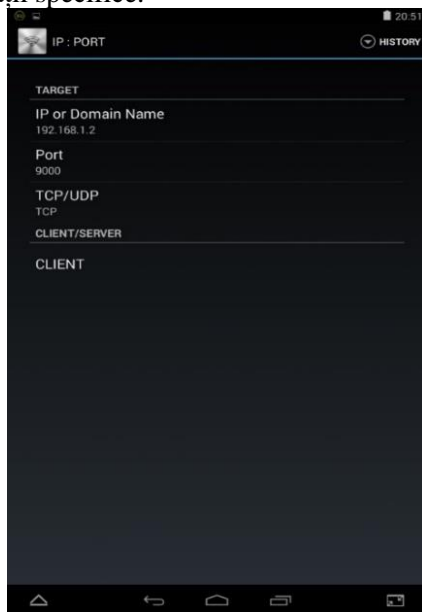 specifice.
20:51
IP : PORT
HISTORY
TARGET
IP or Domain Name
192.168.1.2
Port
9000
TCP/UDP
TCP
CLIENT/SERVER
CLIENT